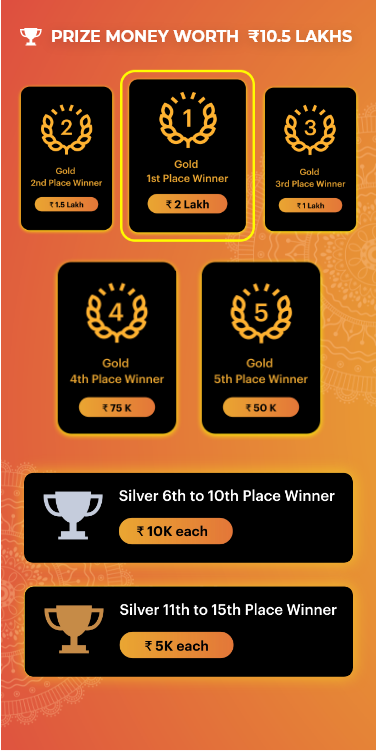 PRIZE MONEY WORTH ₹10.5 LAKHS
2
Gold
2nd Place Winner
₹ 1.5 Lakh
1
Gold
1st Place Winner
₹ 2 Lakh
3
Gold
3rd Place Winner
₹ 1 Lakh
4
Gold
4th Place Winner
₹ 75 K
5
Gold
5th Place Winner
₹ 50 K
Silver 6th to 10th Place Winner
₹ 10K each
Silver 11th to 15th Place Winner
₹ 5K each